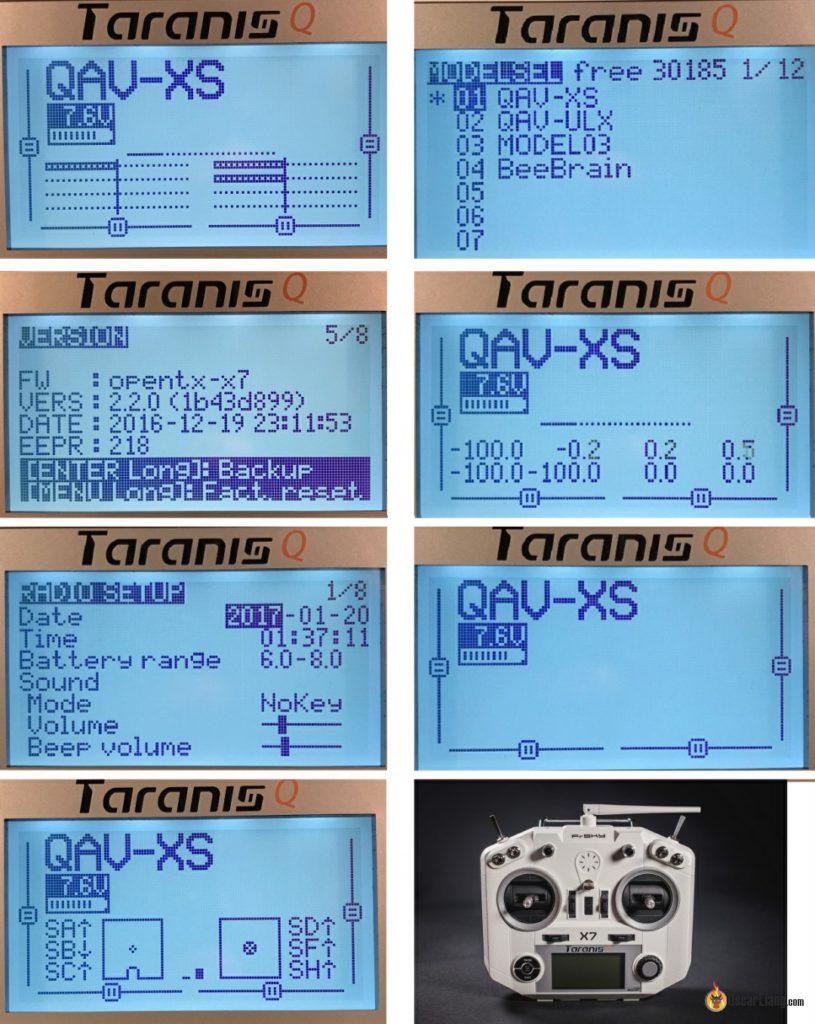 Taranis Q
QAV-XS
7.6V
Taranis Q
MODELSEL free 30185 1/12
* 01 QAV-XS
02 QAV-ULX
03 MODEL03
04 BeeBrain
05
06
07
Taranis Q
VERSION 5/8
FW : opentx-x7
VERS : 2.2.0 (1b43d899)
DATE : 2016-12-19 23:11:53
EEPR : 218
[CENTER Long]: Backup
[MENU Long]: Fact. reset
Taranis Q
QAV-XS
7.6V
-100.0 -0.2 0.2 0.5
-100.0 -100.0 0.0 0.0
Taranis Q
RADIO SETUP 1/8
Date 2017-01-20
Time 01:37:11
Battery range 6.0-8.0
Sound
Mode NoKey
Volume
Beep volume
Taranis Q
QAV-XS
7.6V
Taranis Q
QAV-XS
7.6V
SA↑ SD↑
SB↓ SF↑
SC↑ SH↑
FrSKY
X7
Taranis
OscarLiang.com